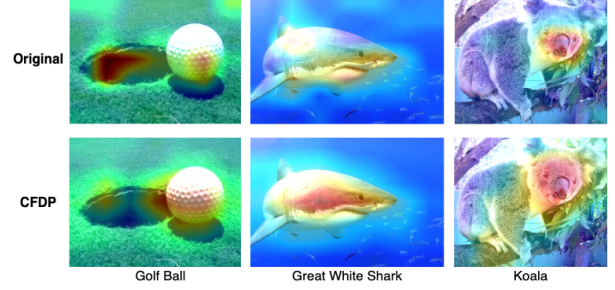 Original
CFDP
Golf Ball
Great White Shark
Koala